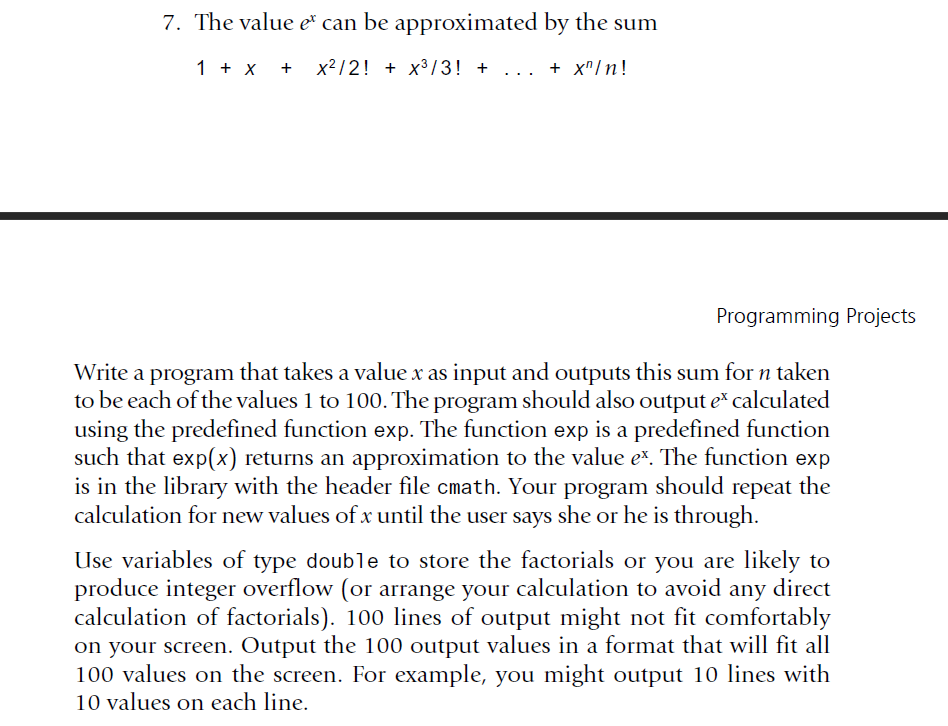 7. The value eˣ can be approximated by the sum
1 + x + x²/2! + x³/3! + ... + xⁿ/n!
Programming Projects
Write a program that takes a value x as input and outputs this sum for n taken
to be each of the values 1 to 100. The program should also output eˣ calculated
using the predefined function exp. The function exp is a predefined function
such that exp(x) returns an approximation to the value eˣ. The function exp
is in the library with the header file cmath. Your program should repeat the
calculation for new values of x until the user says she or he is through.
Use variables of type double to store the factorials or you are likely to
produce integer overflow (or arrange your calculation to avoid any direct
calculation of factorials). 100 lines of output might not fit comfortably
on your screen. Output the 100 output values in a format that will fit all
100 values on the screen. For example, you might output 10 lines with
10 values on each line.